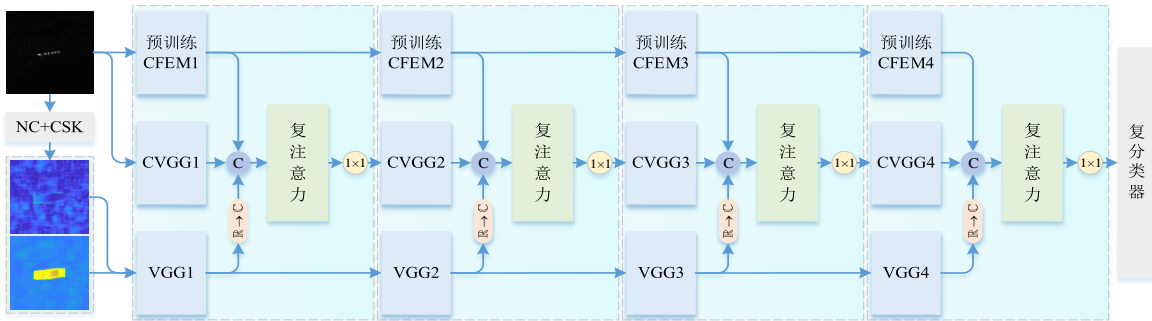 NC+CSK
预训练
CFEM1
CVGG1
VGG1
C
ℝ→ℂ
复注意力
1×1
预训练
CFEM2
CVGG2
VGG2
C
ℝ→ℂ
复注意力
1×1
预训练
CFEM3
CVGG3
VGG3
C
ℝ→ℂ
复注意力
1×1
预训练
CFEM4
CVGG4
VGG4
C
ℝ→ℂ
复注意力
1×1
复分类器